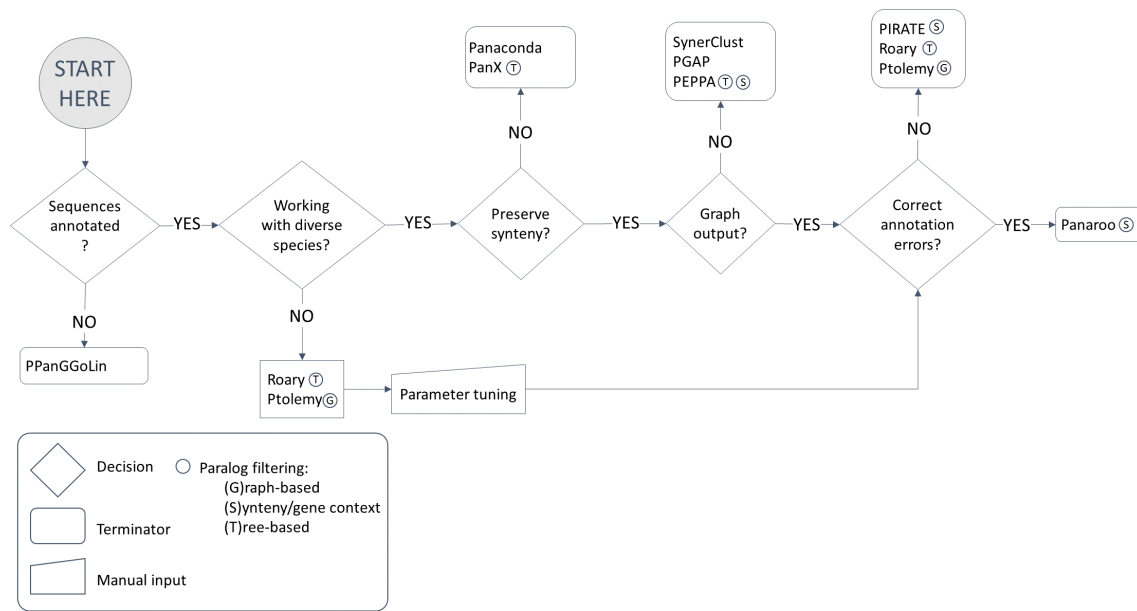 START
HERE
Sequences
annotated
?
YES
NO
PPanGGoLin
Working
with diverse
species?
YES
NO
Roary Ⓣ
Ptolemy Ⓖ
Parameter tuning
Preserve
synteny?
NO
Panaconda
PanX Ⓣ
YES
Graph
output?
NO
SynerClust
PGAP
PEPPA Ⓣ Ⓢ
YES
Correct
annotation
errors?
NO
PIRATE Ⓢ
Roary Ⓣ
Ptolemy Ⓖ
YES
Panaroo Ⓢ
Decision
Terminator
Manual input
Paralog filtering:
(G)raph-based
(S)ynteny/gene context
(T)ree-based